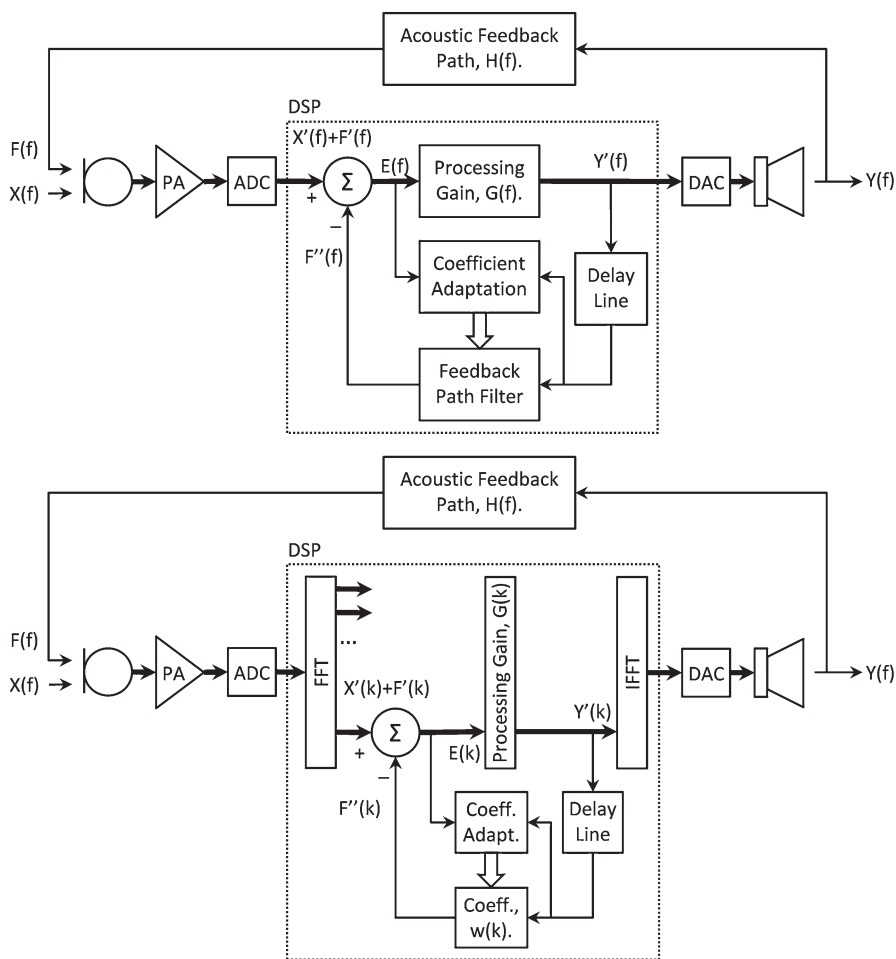 Acoustic Feedback
Path, H(f).
DSP
X'(f)+F'(f)
F(f)
X(f)
PA
ADC
Σ
+
−
E(f)
Processing
Gain, G(f).
Y'(f)
DAC
Y(f)
F''(f)
Coefficient
Adaptation
Delay
Line
Feedback
Path Filter
Acoustic Feedback
Path, H(f).
DSP
F(f)
X(f)
PA
ADC
FFT
...
X'(k)+F'(k)
Σ
+
−
E(k)
Processing Gain, G(k)
Y'(k)
IFFT
DAC
Y(f)
F''(k)
Coeff.
Adapt.
Delay
Line
Coeff.,
w(k).